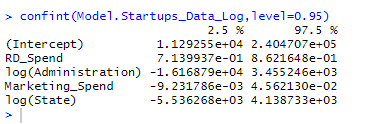 > confint(Model.Startups_Data_Log,level=0.95)
2.5 % 97.5 %
(Intercept) 1.129255e+04 2.404707e+05
RD_Spend 7.139937e-01 8.621648e-01
log(Administration) -1.616879e+04 3.455246e+03
Marketing_Spend -9.231786e-03 4.562130e-02
log(State) -5.536268e+03 4.138733e+03
>